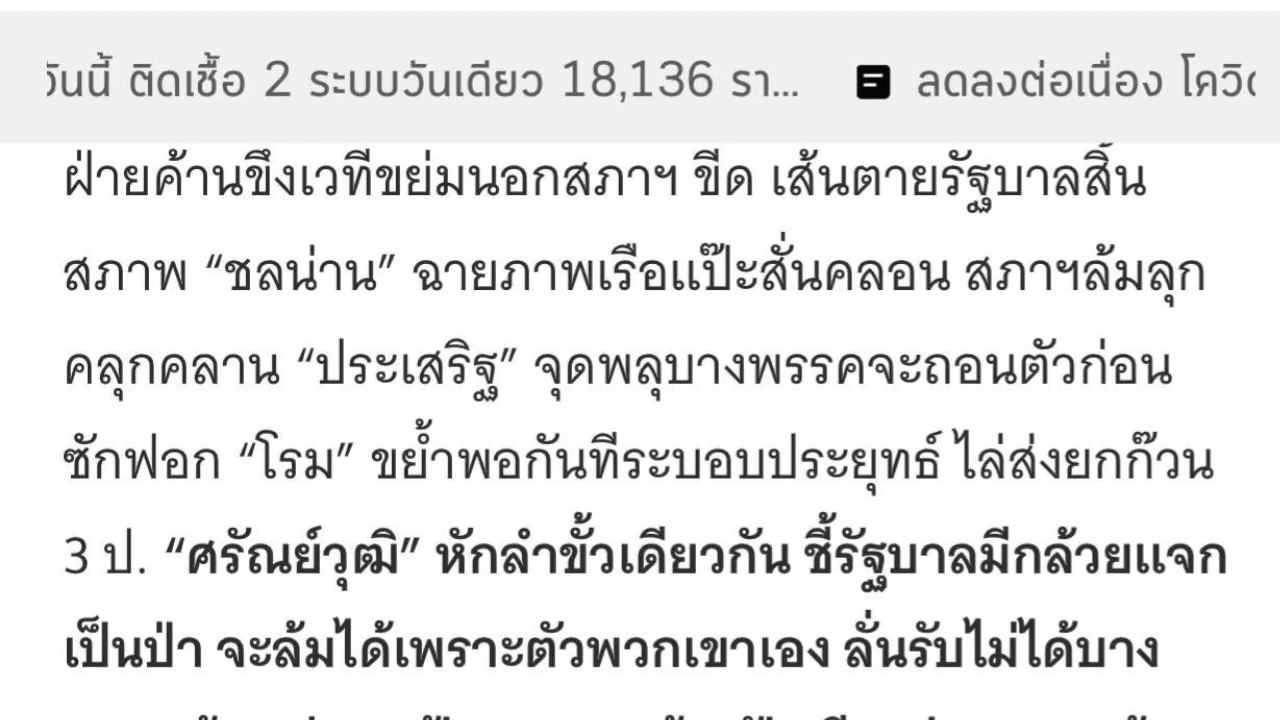 วันนี้ ติดเชื้อ 2 ระบบวันเดียว 18,136 รา... ลดลงต่อเนื่อง โควิด
ฝ่ายค้านขึงเวทีขย่มนอกสภาฯ ขีด เส้นตายรัฐบาลสิ้น
สภาพ “ชลน่าน” ฉายภาพเรือแป๊ะสั่นคลอน สภาฯล้มลุก
คลุกคลาน “ประเสริฐ” จุดพลุบางพรรคจะถอนตัวก่อน
ซักฟอก “โรม” ขย้ำพอกันทีระบอบประยุทธ์ ไล่ส่งยกก๊วน
3 ป. “ศรัณย์วุฒิ” หักลำขั้วเดียวกัน ชี้รัฐบาลมีกล้วยแจก
เป็นป่า จะล้มได้เพราะตัวพวกเขาเอง ลั่นรับไม่ได้บาง